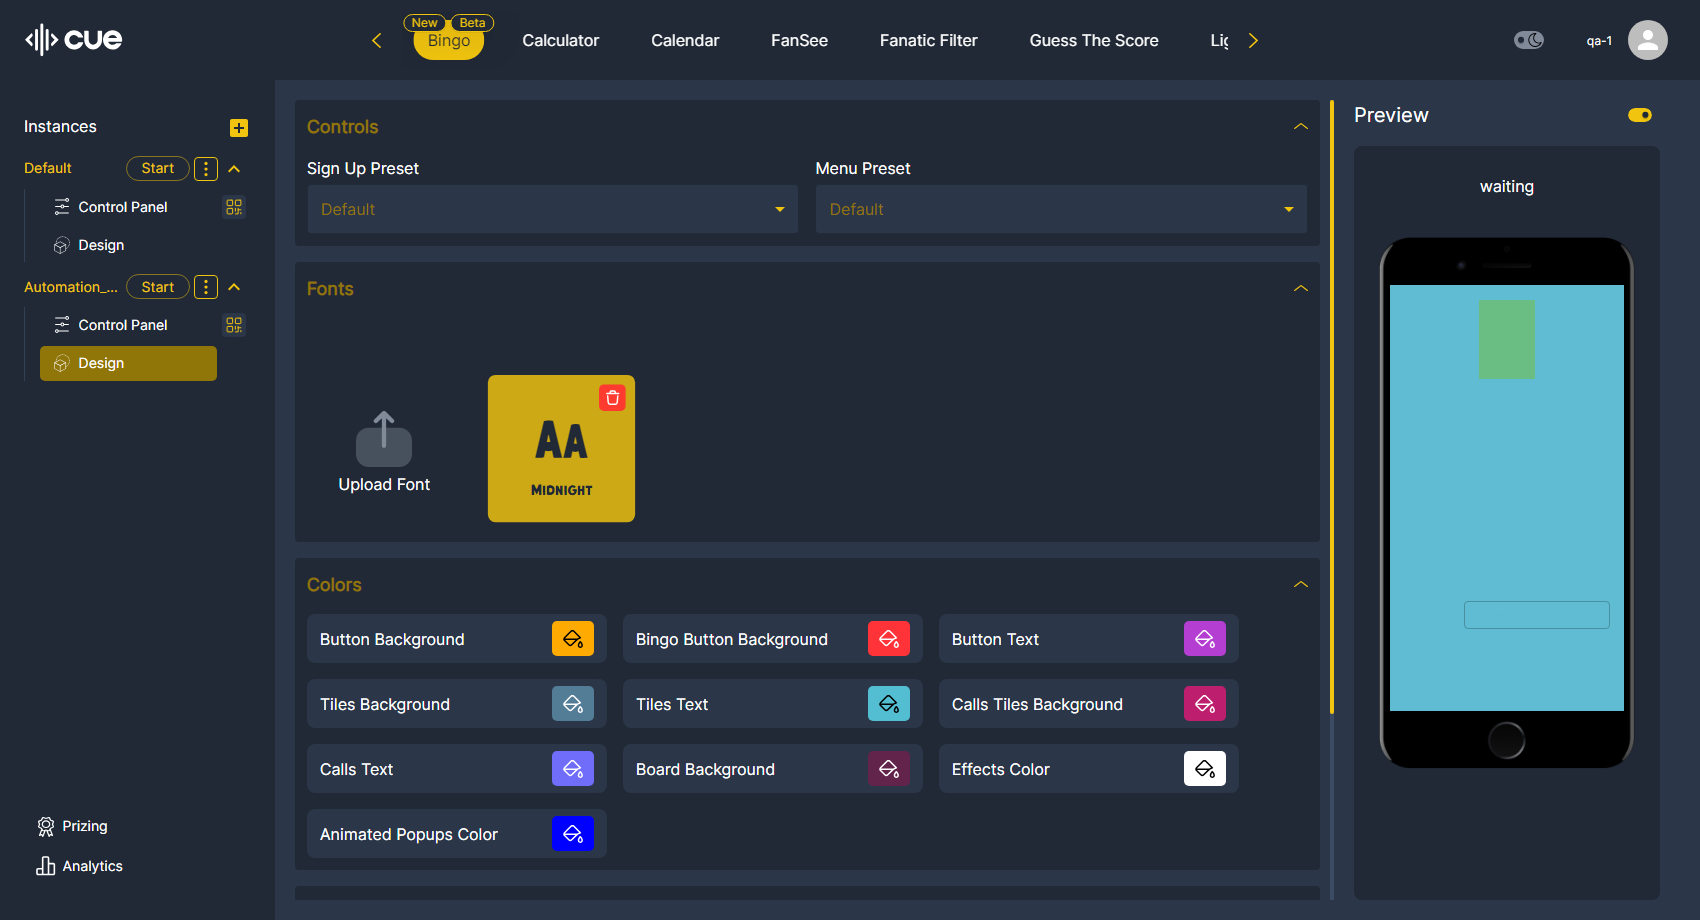 cue
New
Beta
Bingo
Calculator
Calendar
FanSee
Fanatic Filter
Guess The Score
Lig
qa-1
Instances
Default
Start
Control Panel
Design
Automation_...
Start
Control Panel
Design
Prizing
Analytics
Controls
Sign Up Preset
Menu Preset
Default
Default
Fonts
Upload Font
AA
MIDNIGHT
Colors
Button Background
Bingo Button Background
Button Text
Tiles Background
Tiles Text
Calls Tiles Background
Calls Text
Board Background
Effects Color
Animated Popups Color
Preview
waiting